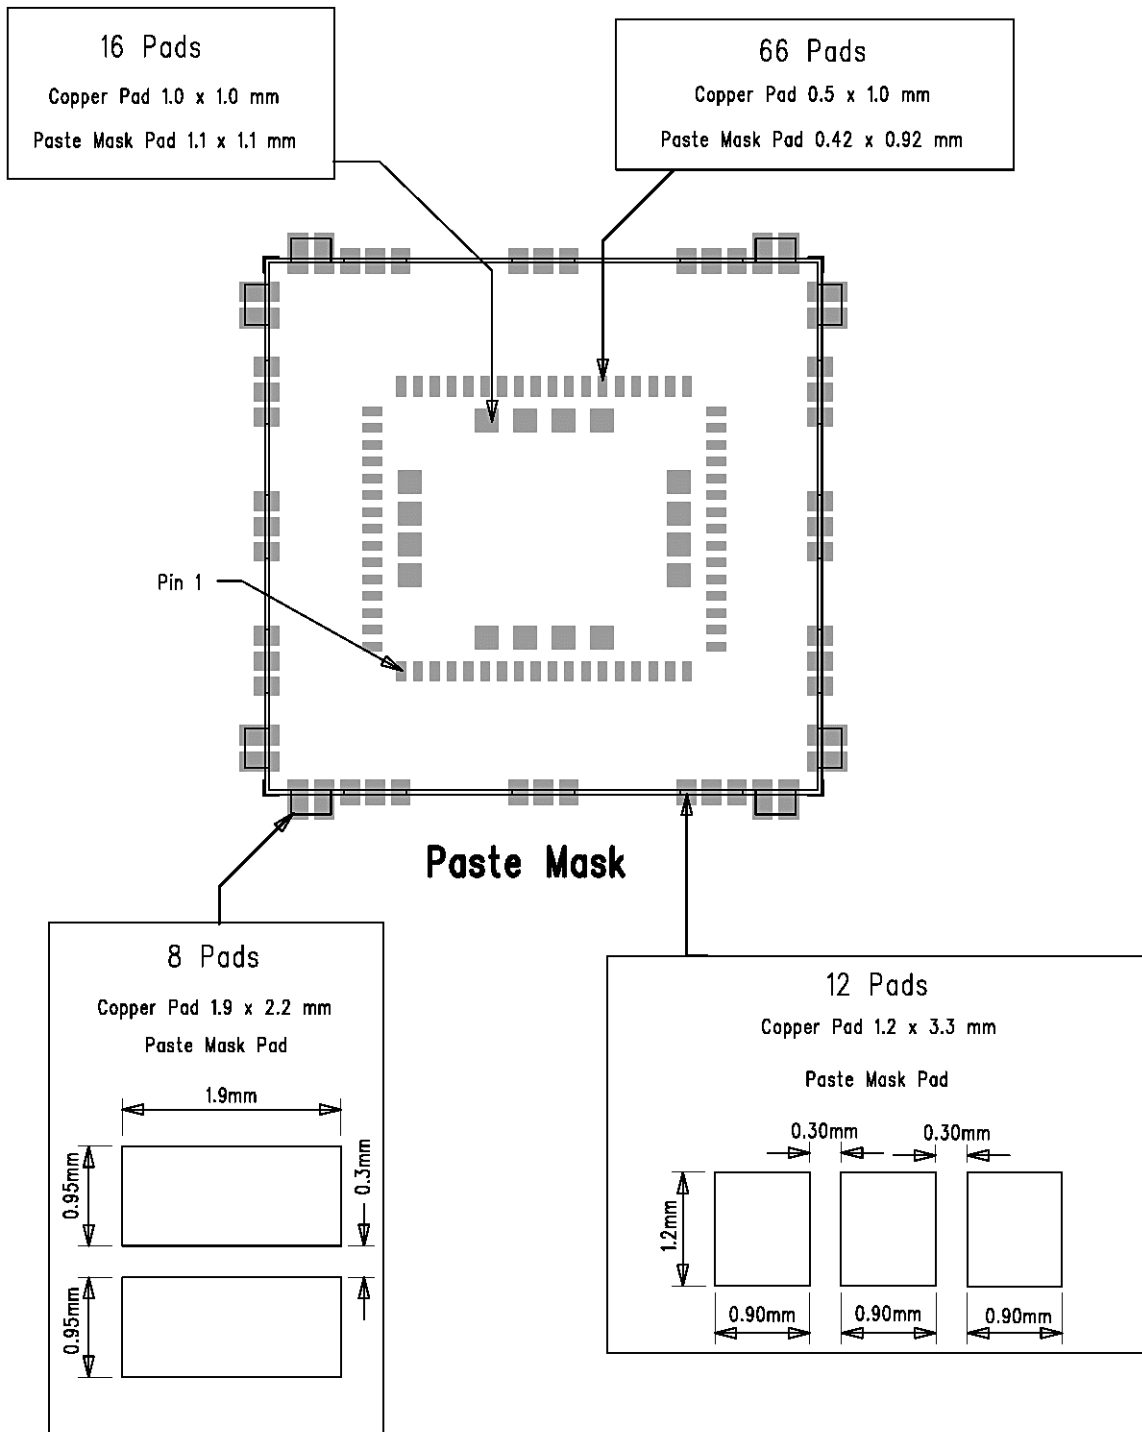 16 Pads
Copper Pad 1.0 x 1.0 mm
Paste Mask Pad 1.1 x 1.1 mm
66 Pads
Copper Pad 0.5 x 1.0 mm
Paste Mask Pad 0.42 x 0.92 mm
Pin 1
Paste Mask
8 Pads
Copper Pad 1.9 x 2.2 mm
Paste Mask Pad
1.9mm
0.95mm
0.3mm
0.95mm
12 Pads
Copper Pad 1.2 x 3.3 mm
Paste Mask Pad
0.30mm
0.30mm
1.2mm
0.90mm
0.90mm
0.90mm